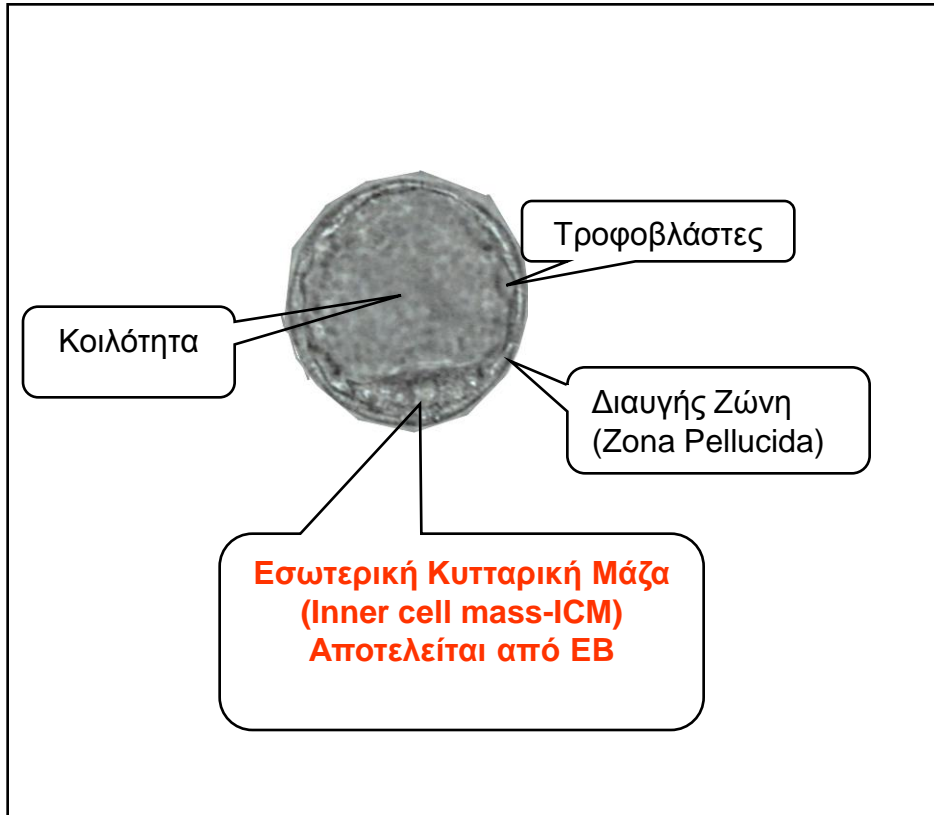 Τροφοβλάστες
Κοιλότητα
Διαυγής Ζώνη
(Zona Pellucida)
Εσωτερική Κυτταρική Μάζα
(Inner cell mass-ICM)
Αποτελείται από ΕΒ